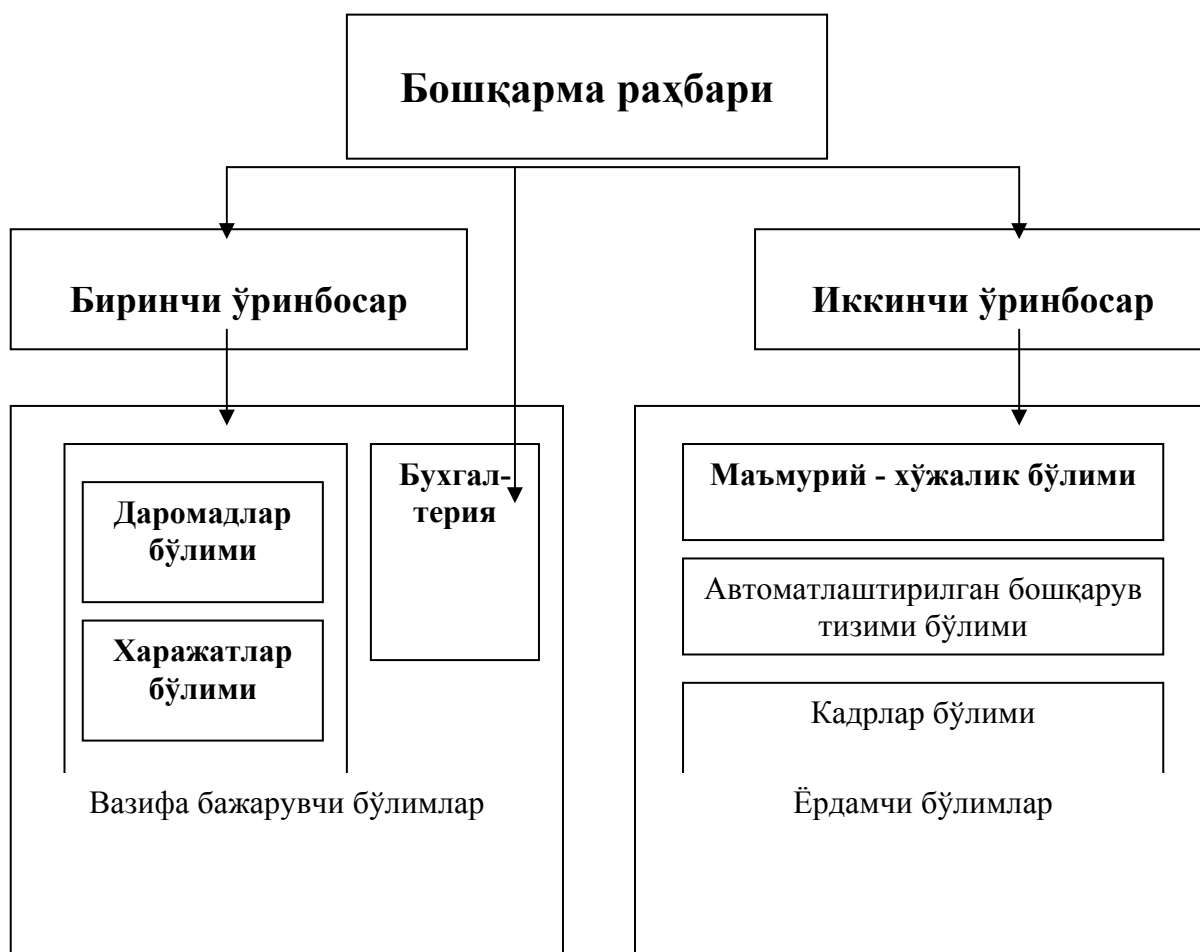 Бошқарма раҳбари
Биринчи ўринбосар
Иккинчи ўринбосар
Даромадлар
бўлими
Харажатлар
бўлими
Бухгал-
терия
Вазифа бажарувчи бўлимлар
Маъмурий - хўжалик бўлими
Автоматлаштирилган бошқарув
тизими бўлими
Кадрлар бўлими
Ёрдамчи бўлимлар